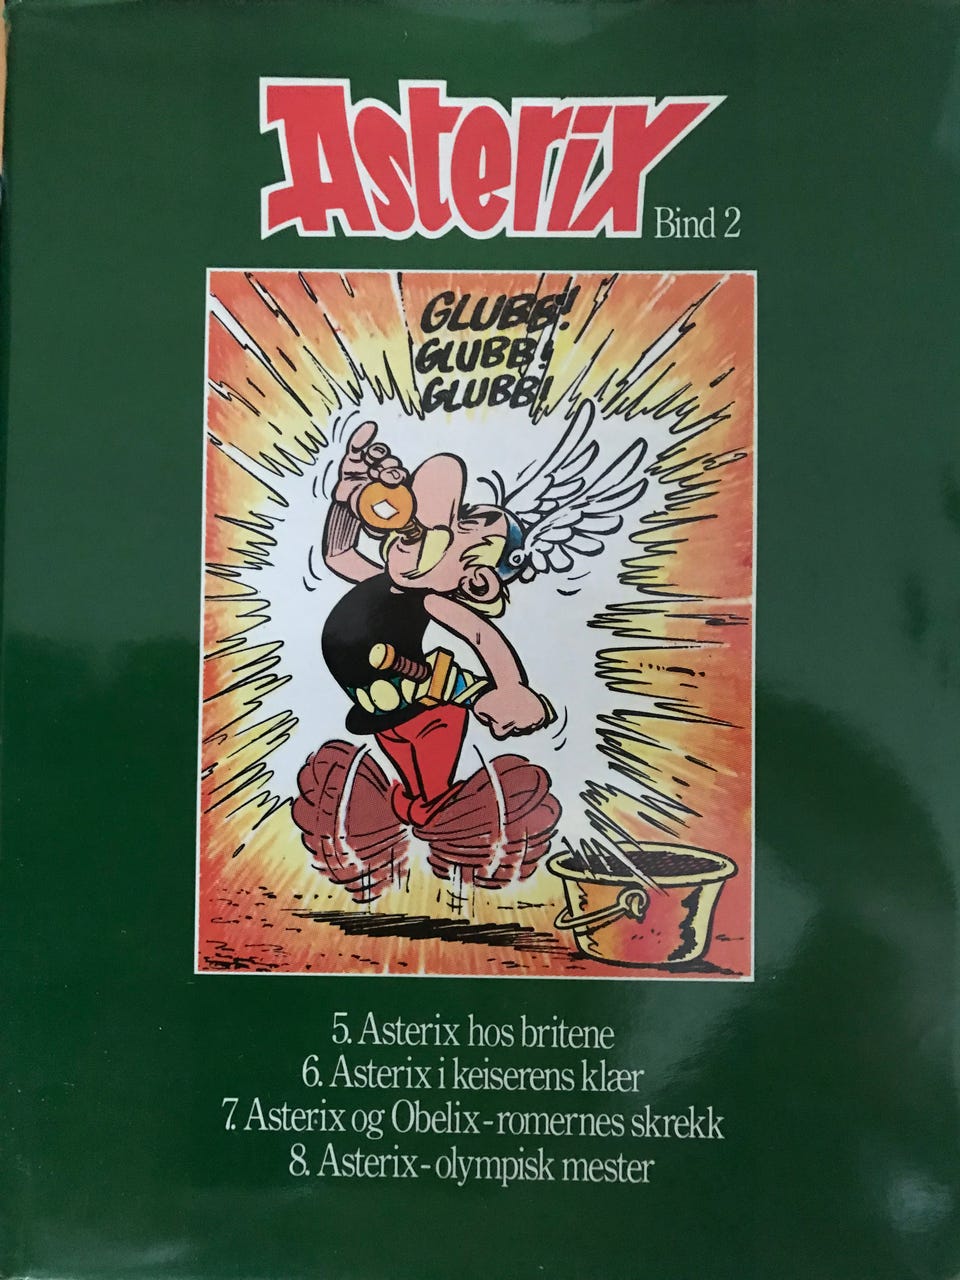 Asterix
Bind 2
GLUBB!
GLUBB!
GLUBB!
5. Asterix hos britene
6. Asterix i keiserens klær
7. Asterix og Obelix - romernes skrekk
8. Asterix - olympisk mester